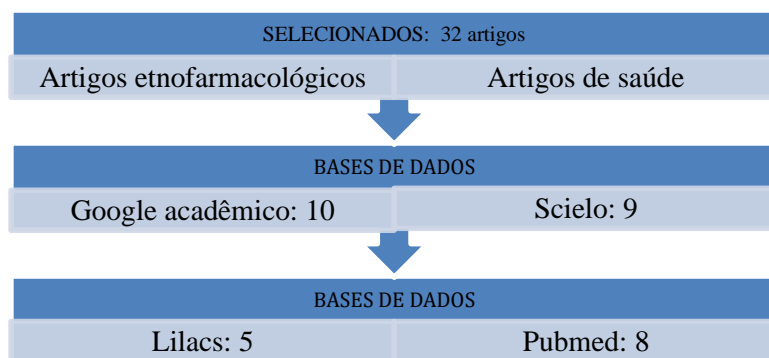 SELECIONADOS: 32 artigos
Artigos etnofarmacológicos
Artigos de saúde
BASES DE DADOS
Google acadêmico: 10
Scielo: 9
BASES DE DADOS
Lilacs: 5
Pubmed: 8